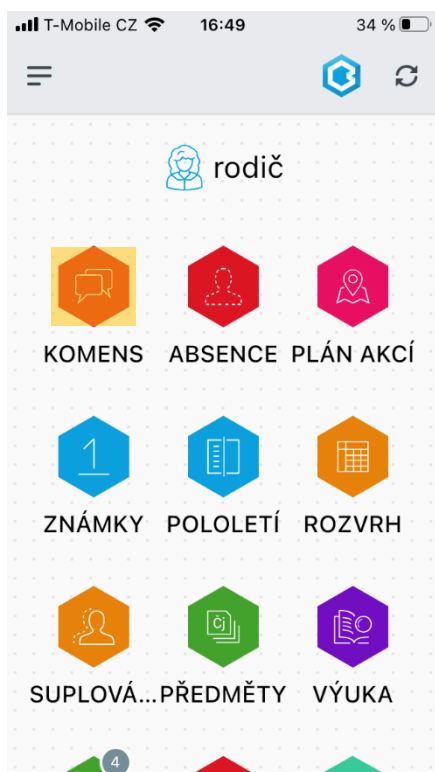 T-Mobile CZ 16:49 34 %
rodič
KOMENS ABSENCE PLÁN AKCÍ
1
ZNÁMKY POLOLETÍ ROZVRH
čj
SUPLOVÁ... PŘEDMĚTY VÝUKA
4